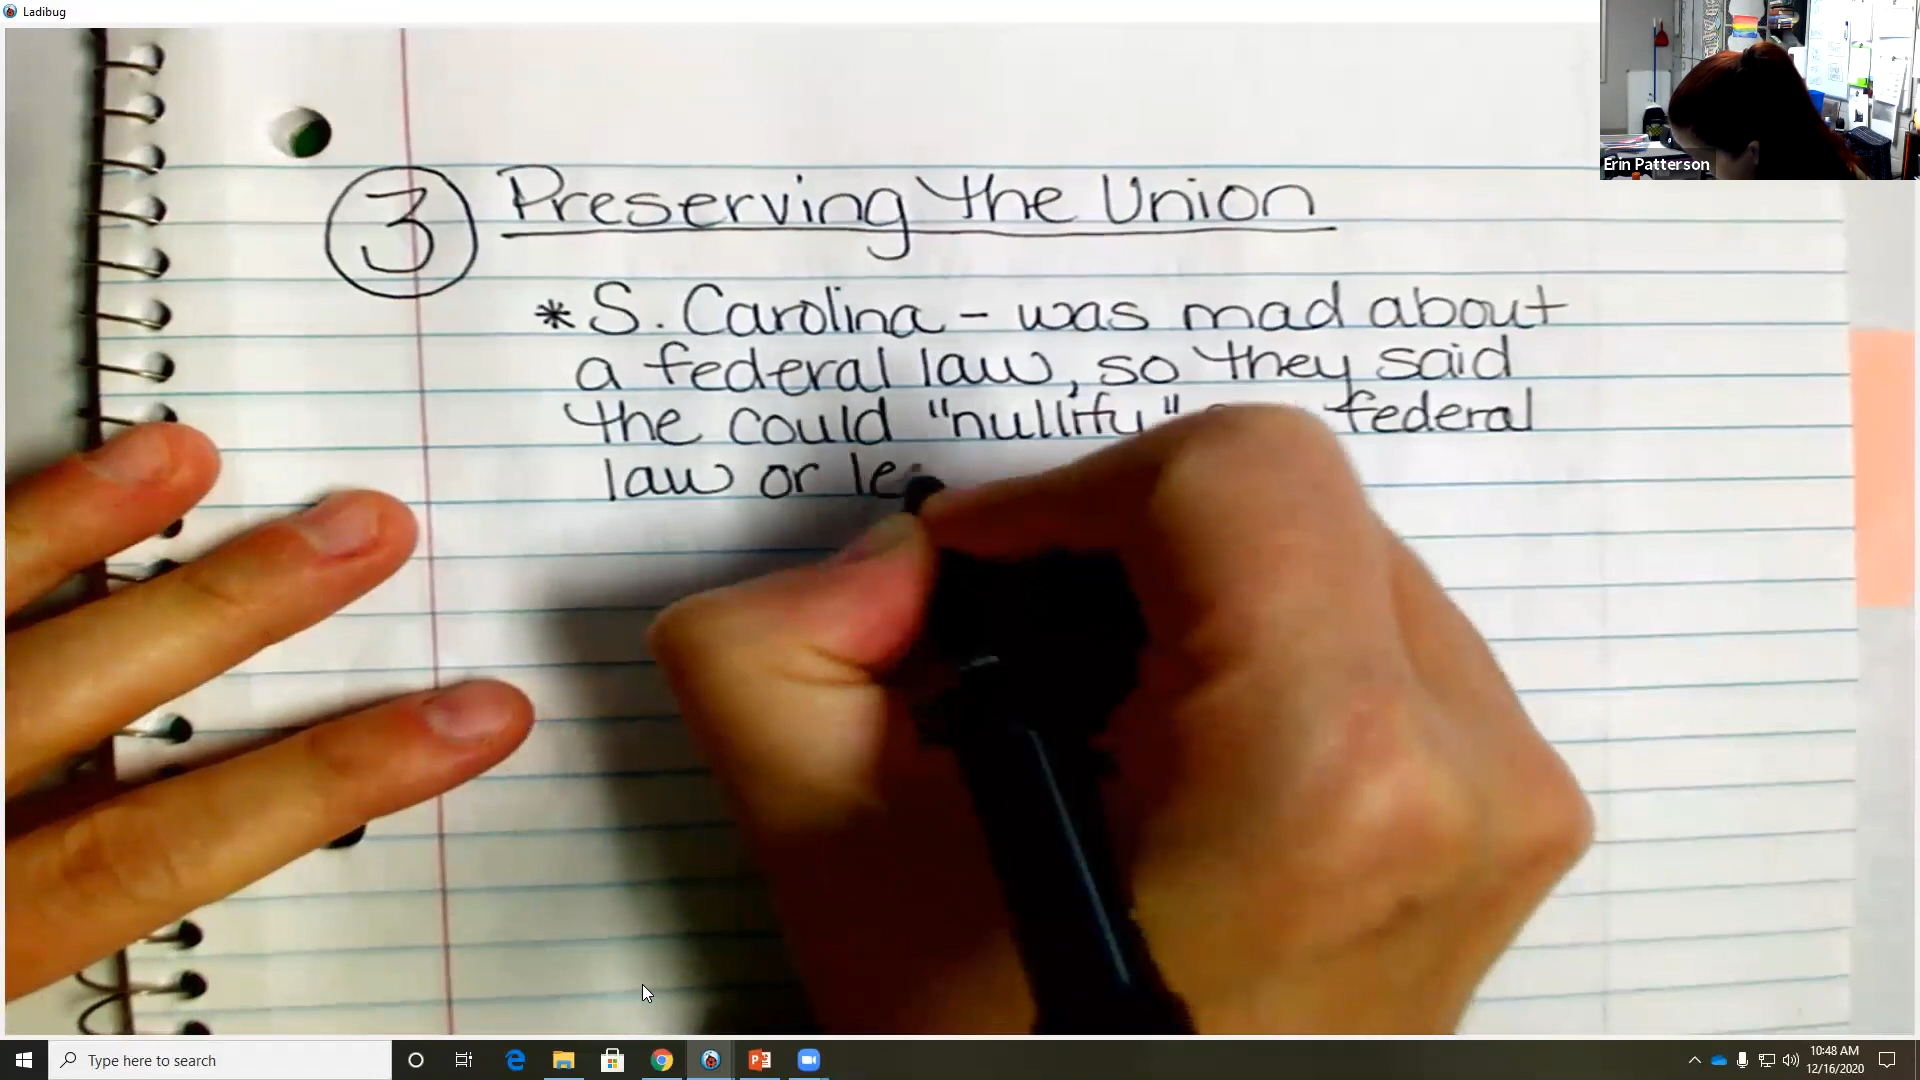 Ladibug
Erin Patterson
3 Preserving the Union
* S. Carolina - was mad about
a federal law, so they said
the could "nullify" federal
law or
Type here to search
10:48 AM
12/16/2020